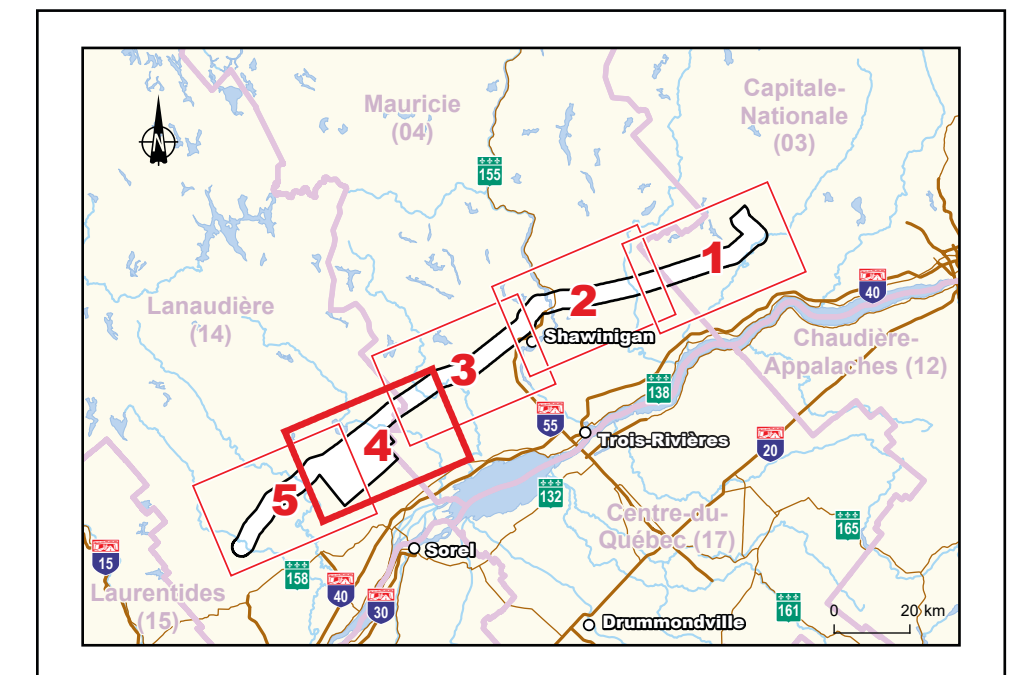 Mauricie
(04)
Capitale-
Nationale
(03)
155
1
40
Lanaudière
(14)
2
Shawinigan
Chaudière-
Appalaches (12)
3
138
55
Trois-Rivières
20
4
132
Centre-du-
Québec (17)
165
5
Sorel
15
158
40
30
Laurentides
(15)
161
Drummondville
0 20 km